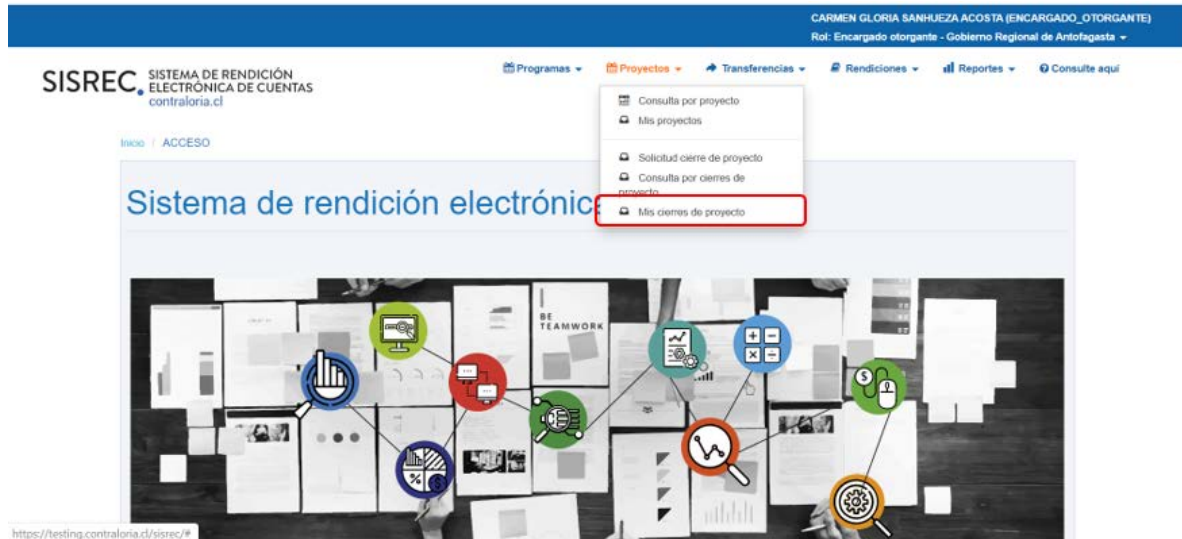 CARMEN GLORIA SANHUEZA ACOSTA (ENCARGADO_OTORGANTE)
Rol: Encargado otorgante - Gobierno Regional de Antofagasta
SISREC. SISTEMA DE RENDICIÓN
ELECTRÓNICA DE CUENTAS
contraloria.cl
Programas Proyectos Transferencias Rendiciones Reportes Consulte aquí
Consulta por proyecto
Mis proyectos
Solicitud cierre de proyecto
Consulta por cierres de
proyecto
Mis cierres de proyecto
Inicio / ACCESO
Sistema de rendición electrónic
BE
TEAMWORK
https://testing.contraloria.cl/sisrec/#